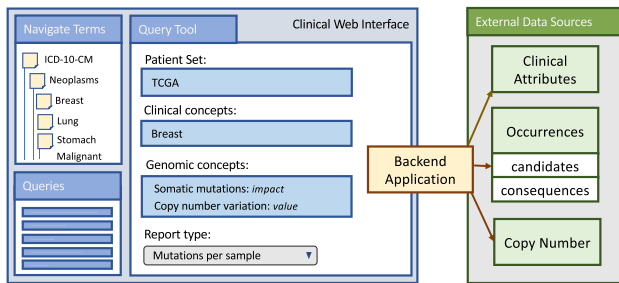 Clinical Web Interface
Navigate Terms
ICD-10-CM
Neoplasms
Breast
Lung
Stomach
Malignant
Queries
Query Tool
Patient Set:
TCGA
Clinical concepts:
Breast
Genomic concepts:
Somatic mutations: impact
Copy number variation: value
Report type:
Mutations per sample
Backend
Application
External Data Sources
Clinical
Attributes
Occurrences
candidates
consequences
Copy Number